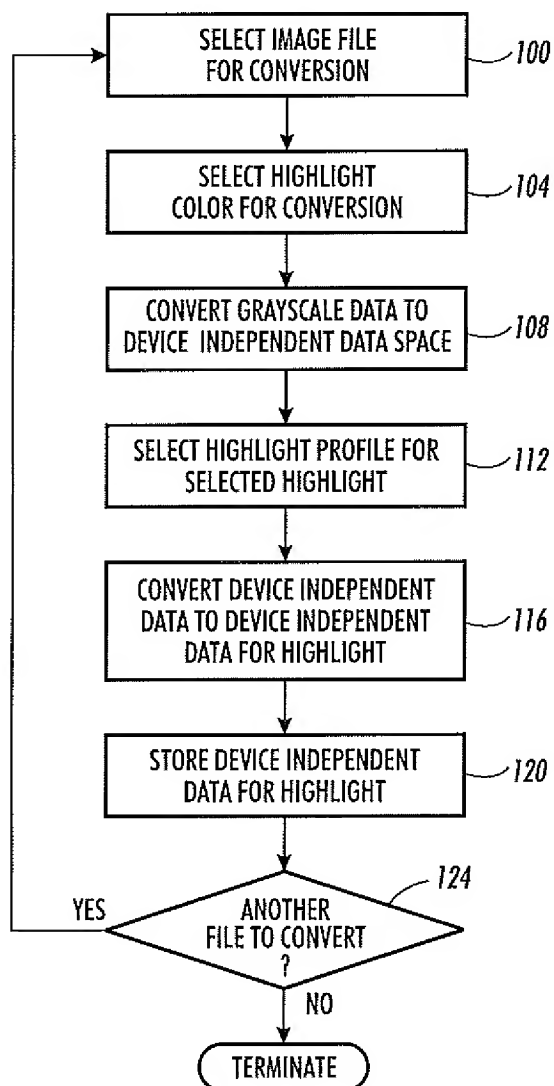 SELECT IMAGE FILE
FOR CONVERSION
100
SELECT HIGHLIGHT
COLOR FOR CONVERSION
104
CONVERT GRAYSCALE DATA TO
DEVICE INDEPENDENT DATA SPACE
108
SELECT HIGHLIGHT PROFILE FOR
SELECTED HIGHLIGHT
112
CONVERT DEVICE INDEPENDENT
DATA TO DEVICE INDEPENDENT
DATA FOR HIGHLIGHT
116
STORE DEVICE INDEPENDENT
DATA FOR HIGHLIGHT
120
124
YES
ANOTHER
FILE TO CONVERT
?
NO
TERMINATE